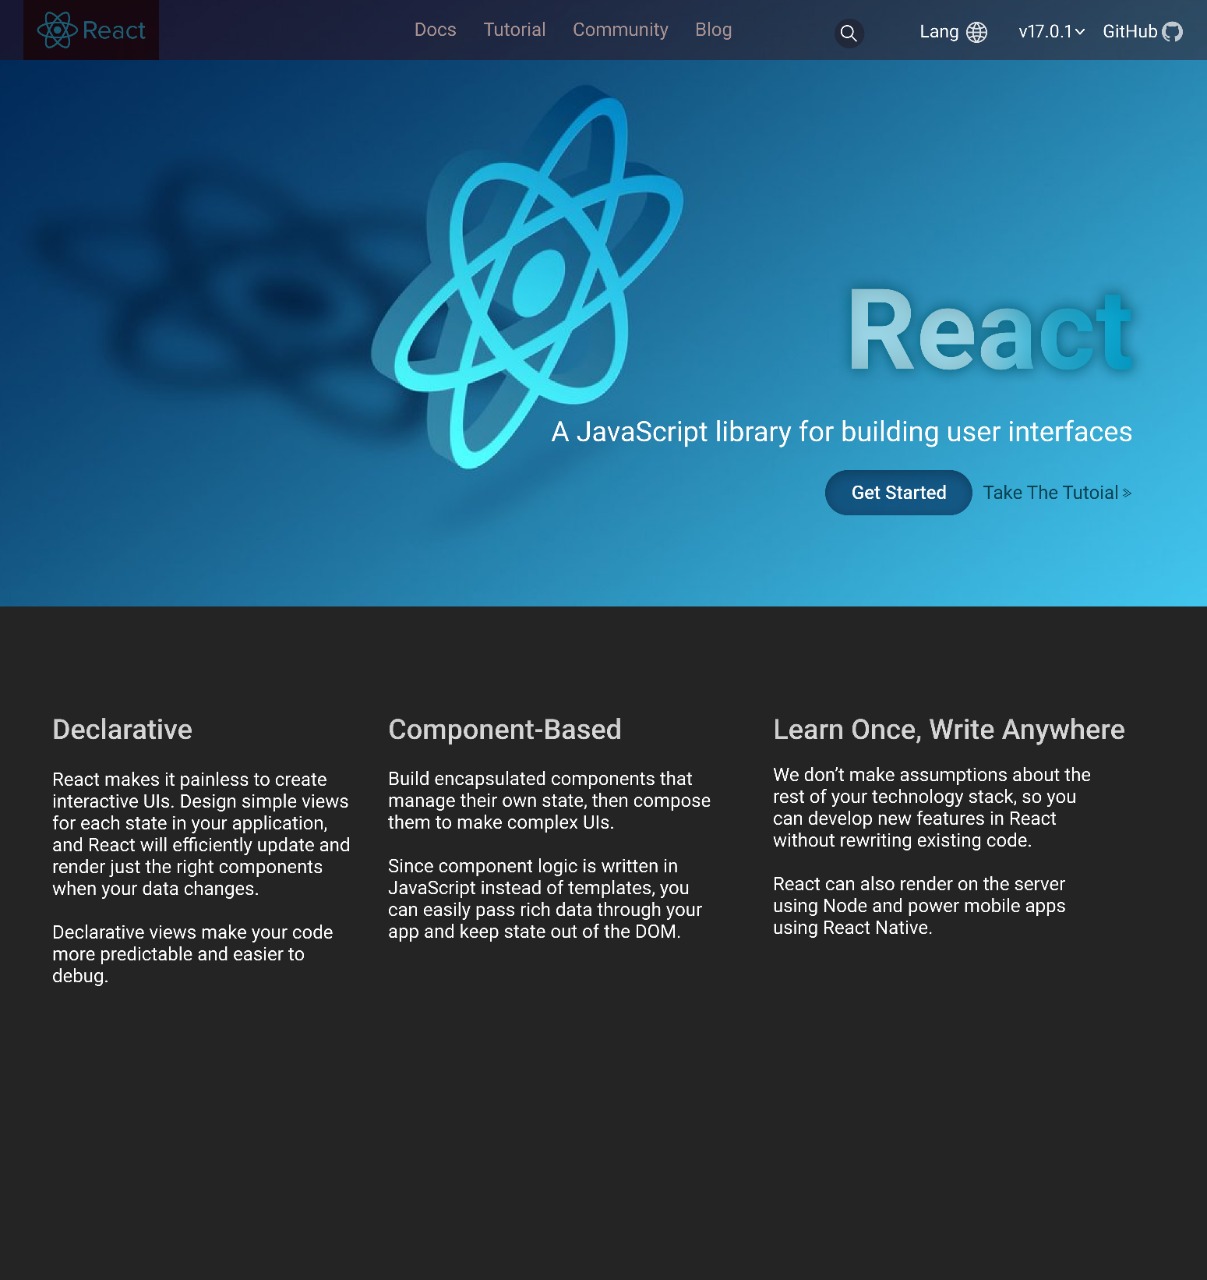 React
Docs Tutorial Community Blog
Lang v17.0.1 GitHub
React
A JavaScript library for building user interfaces
Get Started Take The Tutoial
Declarative
React makes it painless to create
interactive UIs. Design simple views
for each state in your application,
and React will efficiently update and
render just the right components
when your data changes.
Declarative views make your code
more predictable and easier to
debug.
Component-Based
Build encapsulated components that
manage their own state, then compose
them to make complex UIs.
Since component logic is written in
JavaScript instead of templates, you
can easily pass rich data through your
app and keep state out of the DOM.
Learn Once, Write Anywhere
We don’t make assumptions about the
rest of your technology stack, so you
can develop new features in React
without rewriting existing code.
React can also render on the server
using Node and power mobile apps
using React Native.